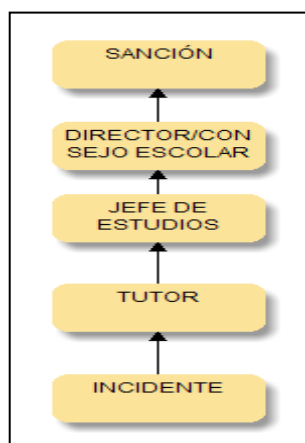 SANCIÓN
DIRECTOR/CON
SEJO ESCOLAR
JEFE DE
ESTUDIOS
TUTOR
INCIDENTE